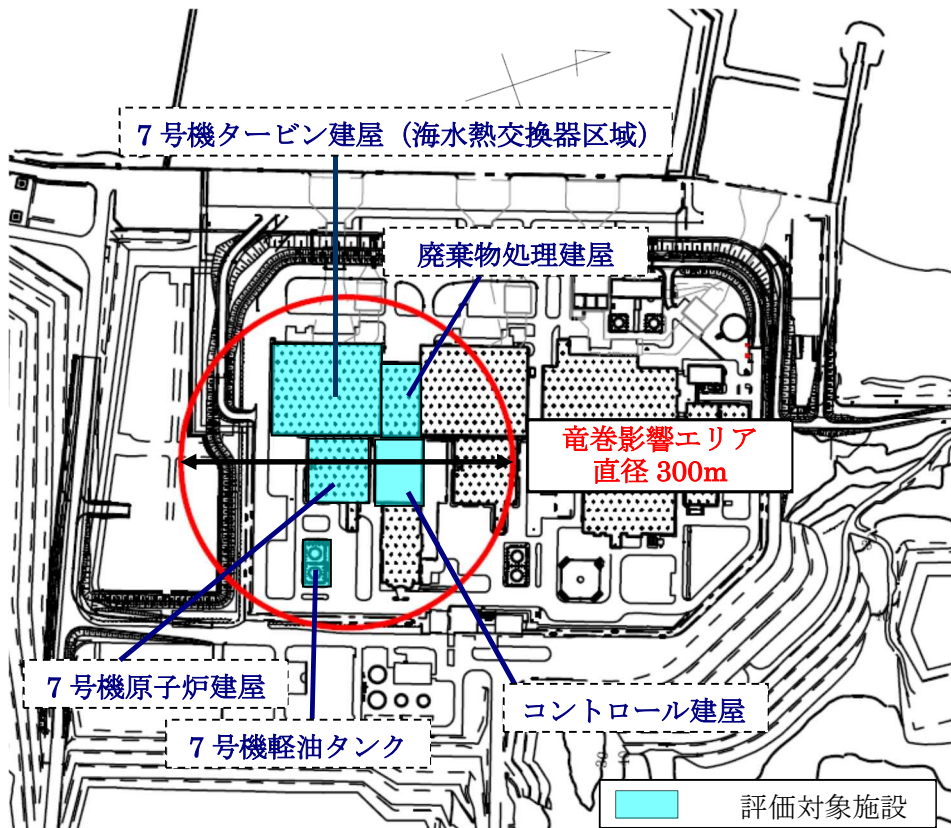 7号機タービン建屋（海水熱交換器区域）
廃棄物処理建屋
竜巻影響エリア
直径 300m
7号機原子炉建屋
コントロール建屋
7号機軽油タンク
評価対象施設